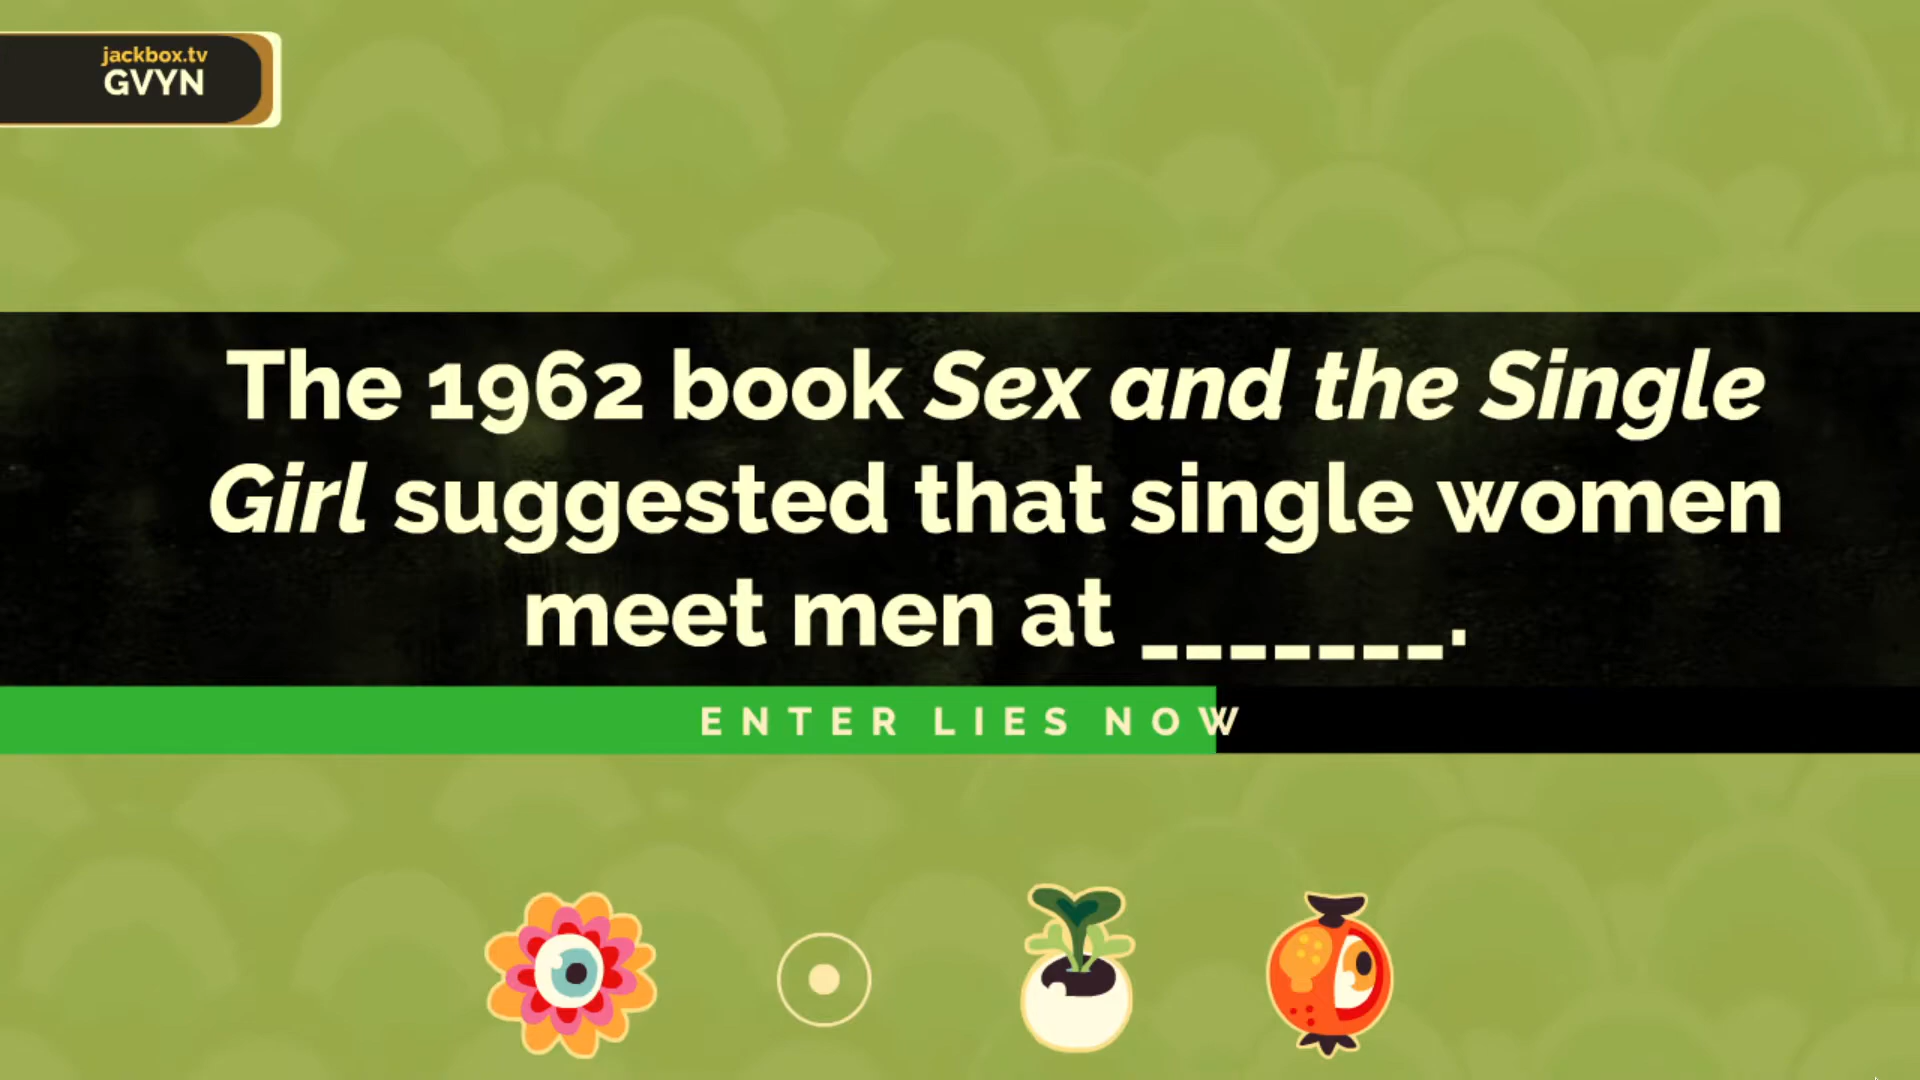 jackbox.tv
GVYN
The 1962 book Sex and the Single
Girl suggested that single women
meet men at _______.
ENTER LIES NOW